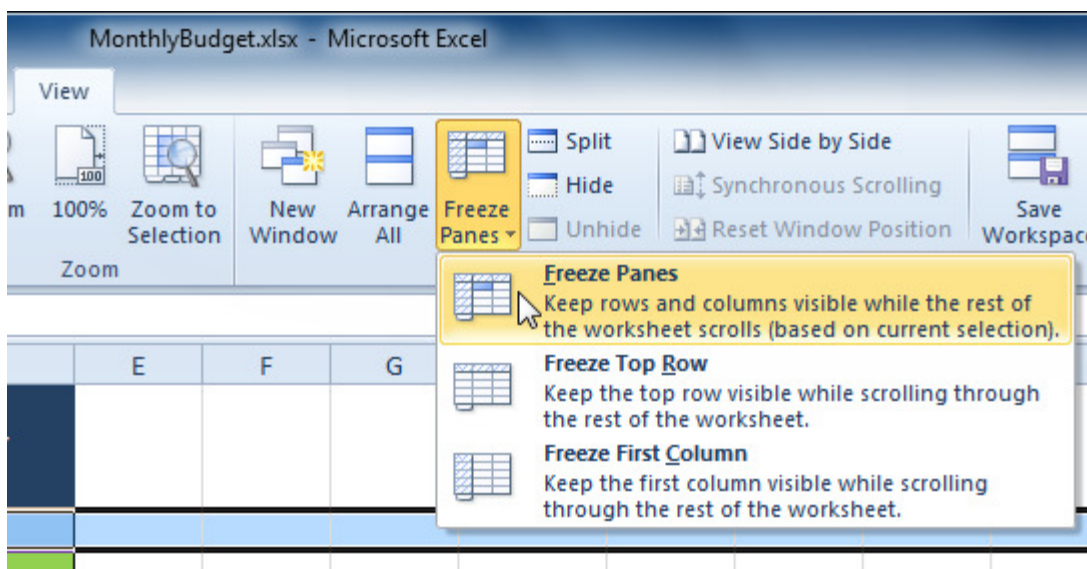 MonthlyBudget.xlsx - Microsoft Excel
View
Split
View Side by Side
Hide
Synchronous Scrolling
Unhide
Reset Window Position
100
m
100%
Zoom to
Selection
New
Window
Arrange
All
Freeze
Panes
Save
Workspac
Zoom
Freeze Panes
Keep rows and columns visible while the rest of
the worksheet scrolls (based on current selection).
Freeze Top Row
Keep the top row visible while scrolling through
the rest of the worksheet.
Freeze First Column
Keep the first column visible while scrolling
through the rest of the worksheet.
E F G